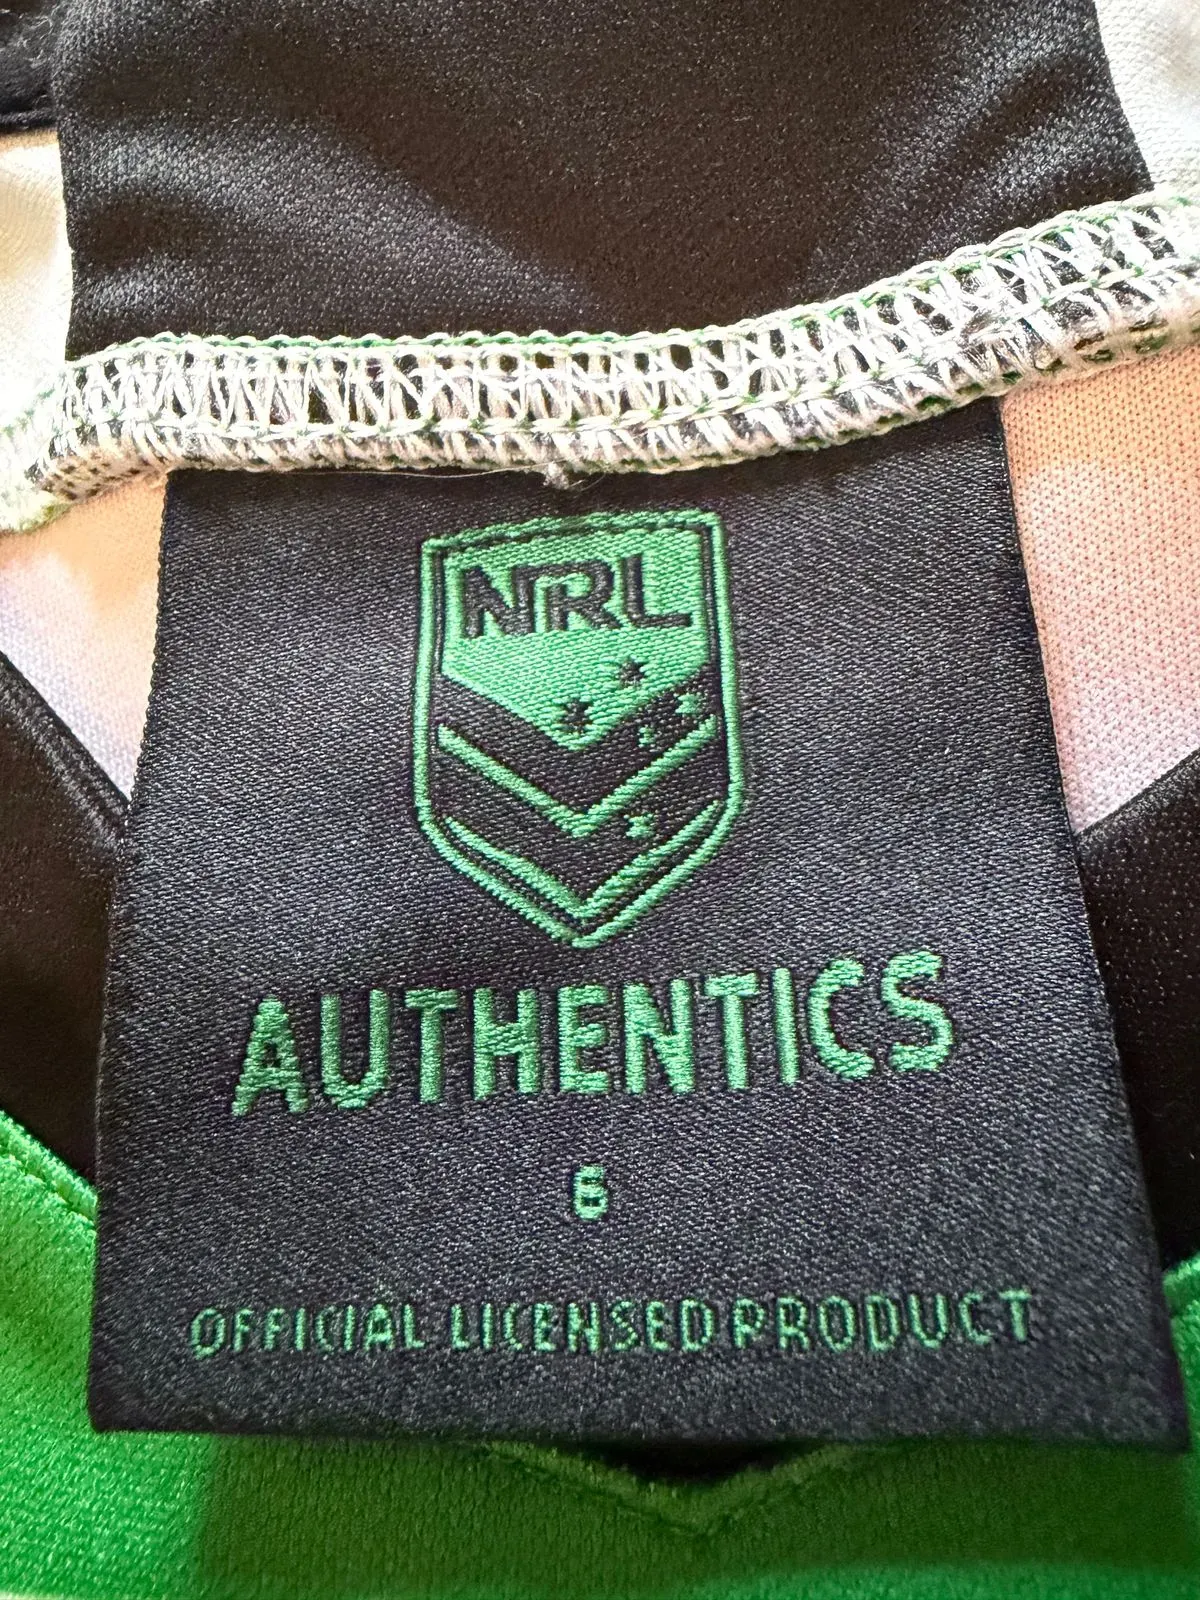 NRL
AUTHENTICS
6
OFFICIAL LICENSED PRODUCT